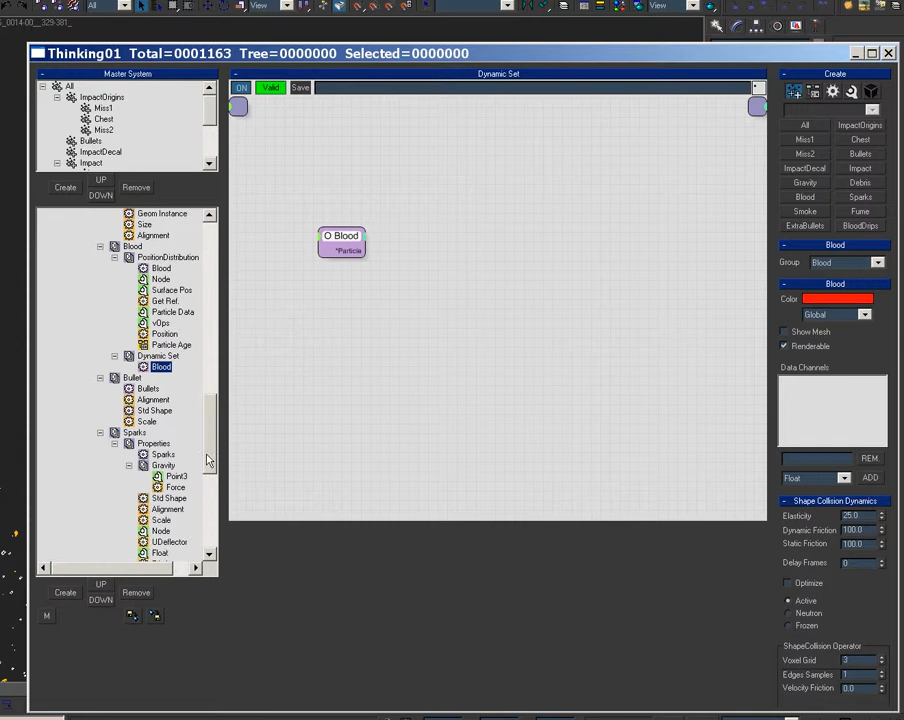 All
View
View
S_0014-00__329-381_
Thinking01 Total=0001163 Tree=0000000 Selected=0000000
Master System
All
ImpactOrigins
Miss1
Chest
Miss2
Bullets
ImpactDecal
Impact
Create
UP
DOWN
Remove
Geom Instance
Size
Alignment
Blood
PositionDistribution
Blood
Node
Surface Pos
Get Ref.
Particle Data
vOps
Position
Particle Age
Dynamic Set
Blood
Bullet
Bullets
Alignment
Std Shape
Scale
Sparks
Properties
Sparks
Gravity
Point3
Force
Std Shape
Alignment
Scale
Node
UDeflector
Float
Create
UP
DOWN
Remove
M
Dynamic Set
ON
Valid
Save
O Blood
*Particle
Create
All ImpactOrigins
Miss1 Chest
Miss2 Bullets
ImpactDecal Impact
Gravity Debris
Blood Sparks
Smoke Fume
ExtraBullets BloodDrips
Blood
Group Blood
Blood
Color
Global
Show Mesh
Renderable
Data Channels
REM.
Float ADD
Shape Collision Dynamics
Elasticity 25.0
Dynamic Friction 100.0
Static Friction 100.0
Delay Frames 0
Optimize
Active
Neutron
Frozen
ShapeCollision Operator
Voxel Grid 3
Edges Samples 1
Velocity Friction 0.0